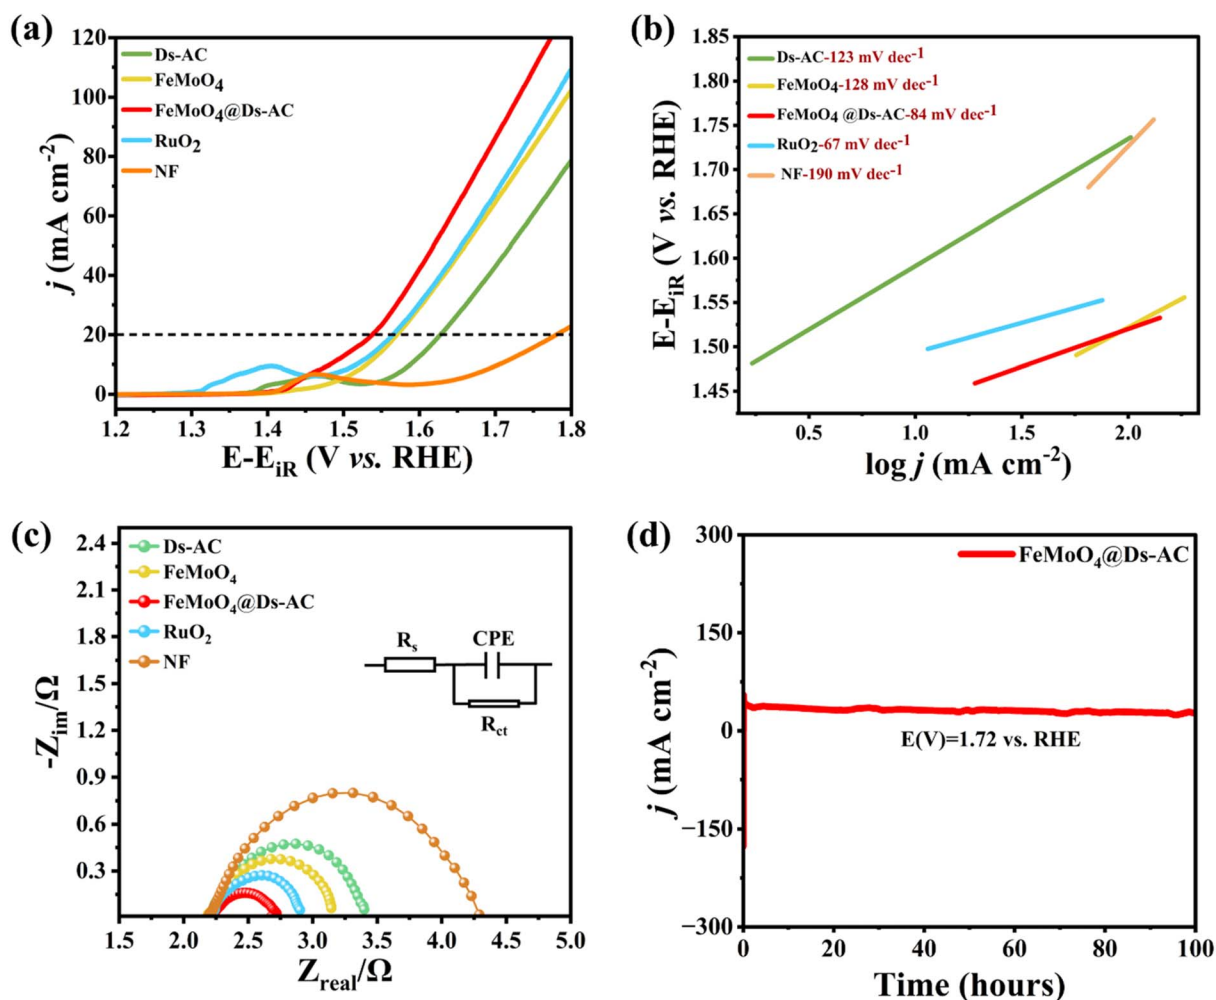 (a)
120
100
80
60
40
20
0
j (mA cm-2)
Ds-AC
FeMoO4
FeMoO4@Ds-AC
RuO2
NF
1.2 1.3 1.4 1.5 1.6 1.7 1.8
E-EiR (V vs. RHE)
(b)
1.85
1.80
1.75
1.70
1.65
1.60
1.55
1.50
1.45
E-EiR (V vs. RHE)
Ds-AC-123 mV dec-1
FeMoO4-128 mV dec-1
FeMoO4 @Ds-AC-84 mV dec-1
RuO2-67 mV dec-1
NF-190 mV dec-1
0.5 1.0 1.5 2.0
log j (mA cm-2)
(c)
2.4
2.1
1.8
1.5
1.2
0.9
0.6
0.3
-Zim/Ω
Ds-AC
FeMoO4
FeMoO4@Ds-AC
RuO2
NF
Rs CPE
Rct
1.5 2.0 2.5 3.0 3.5 4.0 4.5 5.0
Zreal/Ω
(d)
300
150
0
−150
−300
j (mA cm-2)
FeMoO4@Ds-AC
E(V)=1.72 vs. RHE
0 20 40 60 80 100
Time (hours)